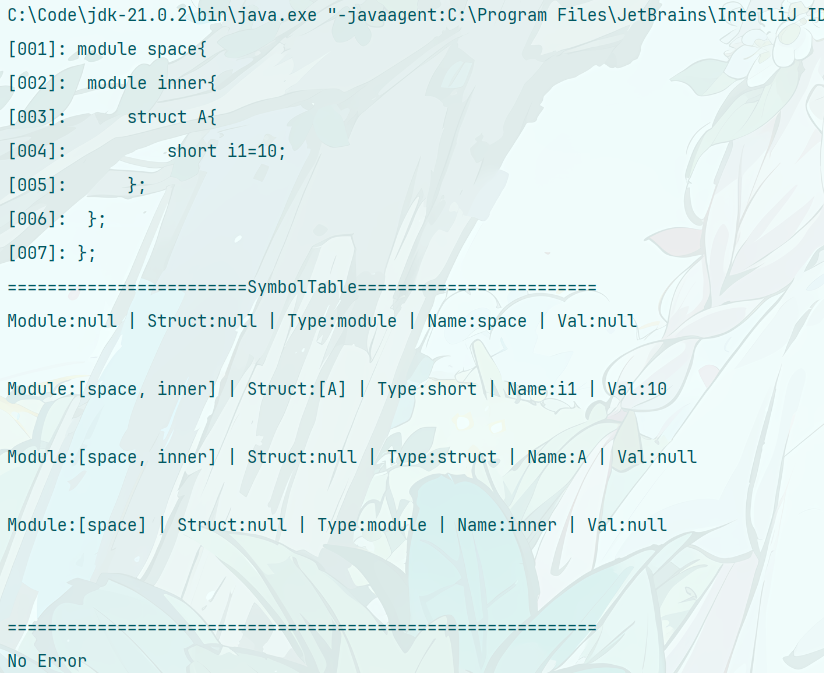 C:\Code\jdk-21.0.2\bin\java.exe "-javaagent:C:\Program Files\JetBrains\IntelliJ ID
[001]: module space{
[002]:  module inner{
[003]:      struct A{
[004]:          short i1=10;
[005]:      };
[006]:  };
[007]: };
========================SymbolTable========================
Module:null | Struct:null | Type:module | Name:space | Val:null
Module:[space, inner] | Struct:[A] | Type:short | Name:i1 | Val:10
Module:[space, inner] | Struct:null | Type:struct | Name:A | Val:null
Module:[space] | Struct:null | Type:module | Name:inner | Val:null
===========================================================
No Error